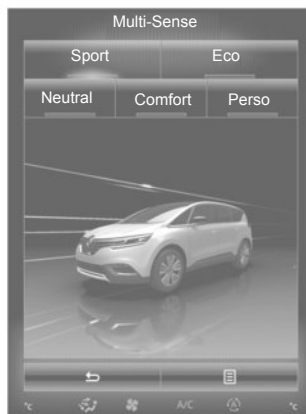 Multi-Sense
Sport Eco
Neutral Comfort Perso
°C A/C °C